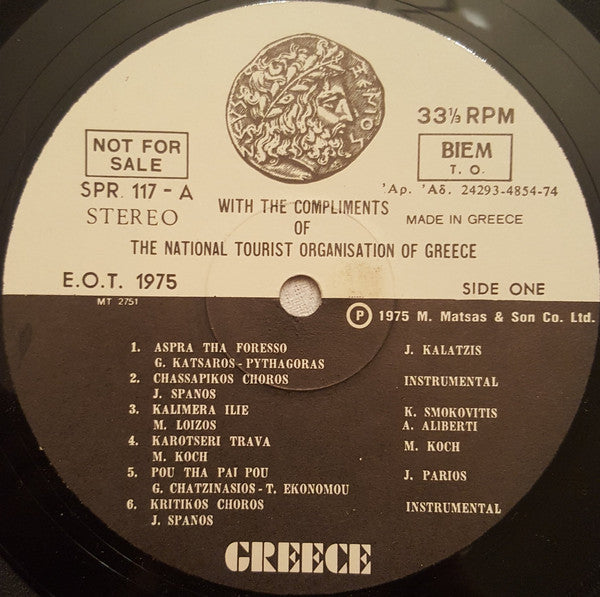 33⅓ RPM
NOT FOR
SALE
BIEM
T. O.
SPR. 117 - A
'Αρ. 'Αδ. 24293-4854-74
STEREO
WITH THE COMPLIMENTS
OF
MADE IN GREECE
THE NATIONAL TOURIST ORGANISATION OF GREECE
E.O.T. 1975
SIDE ONE
MT 2751
Ⓟ 1975 M. Matsas & Son Co. Ltd.
1. ASPRA THA FORESSO J. KALATZIS
G. KATSAROS - PYTHAGORAS
2. CHASSAPIKOS CHOROS INSTRUMENTAL
J. SPANOS
3. KALIMERA ILIE K. SMOKOVITIS
M. LOIZOS A. ALIBERTI
4. KAROTSERI TRAVA M. KOCH
M. KOCH
5. POU THA PAI POU J. PARIOS
G. CHATZINASIOS - T. EKONOMOU
6. KRITIKOS CHOROS INSTRUMENTAL
J. SPANOS
GREECE